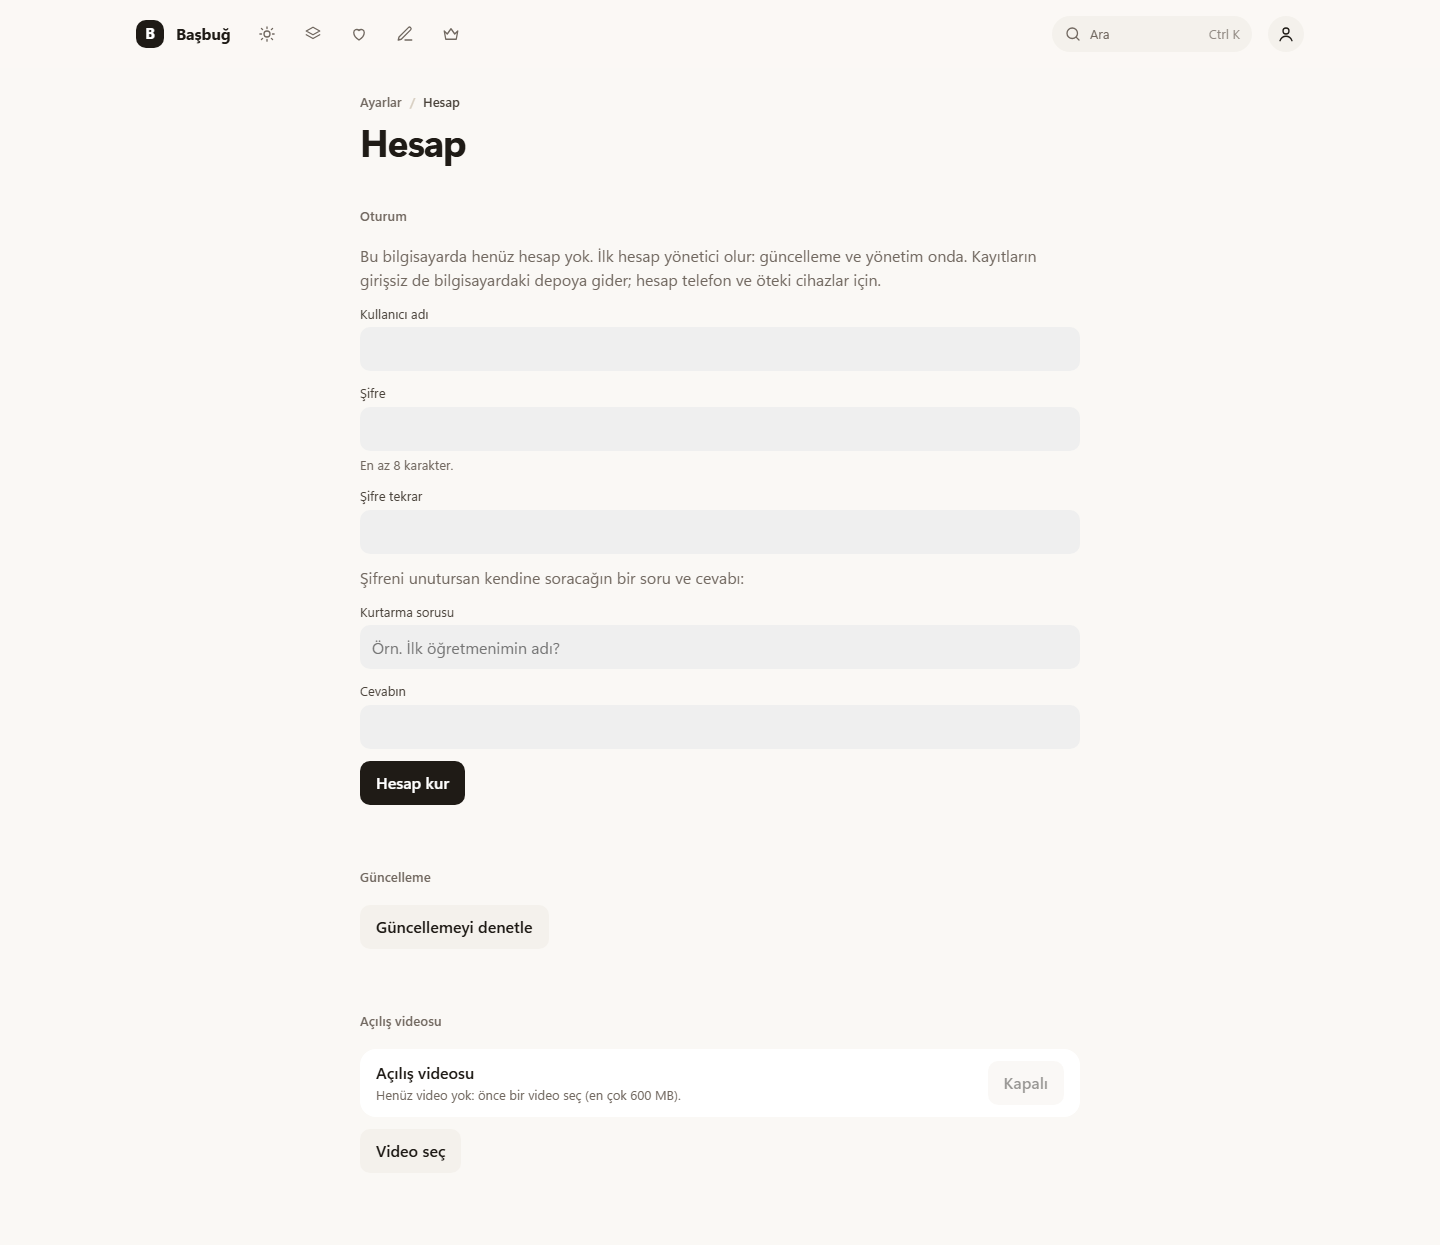 B Başbuğ
Ara Ctrl K
Ayarlar / Hesap
Hesap
Oturum
Bu bilgisayarda henüz hesap yok. İlk hesap yönetici olur: güncelleme ve yönetim onda. Kayıtların
girişsiz de bilgisayardaki depoya gider; hesap telefon ve öteki cihazlar için.
Kullanıcı adı
Şifre
En az 8 karakter.
Şifre tekrar
Şifreni unutursan kendine soracağın bir soru ve cevabı:
Kurtarma sorusu
Örn. İlk öğretmenimin adı?
Cevabın
Hesap kur
Güncelleme
Güncellemeyi denetle
Açılış videosu
Açılış videosu
Henüz video yok: önce bir video seç (en çok 600 MB).
Kapalı
Video seç